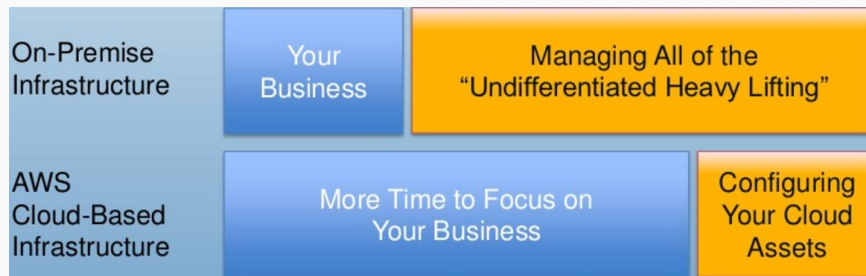 On-Premise
Infrastructure
Your
Business
Managing All of the
“Undifferentiated Heavy Lifting”
AWS
Cloud-Based
Infrastructure
More Time to Focus on
Your Business
Configuring
Your Cloud
Assets